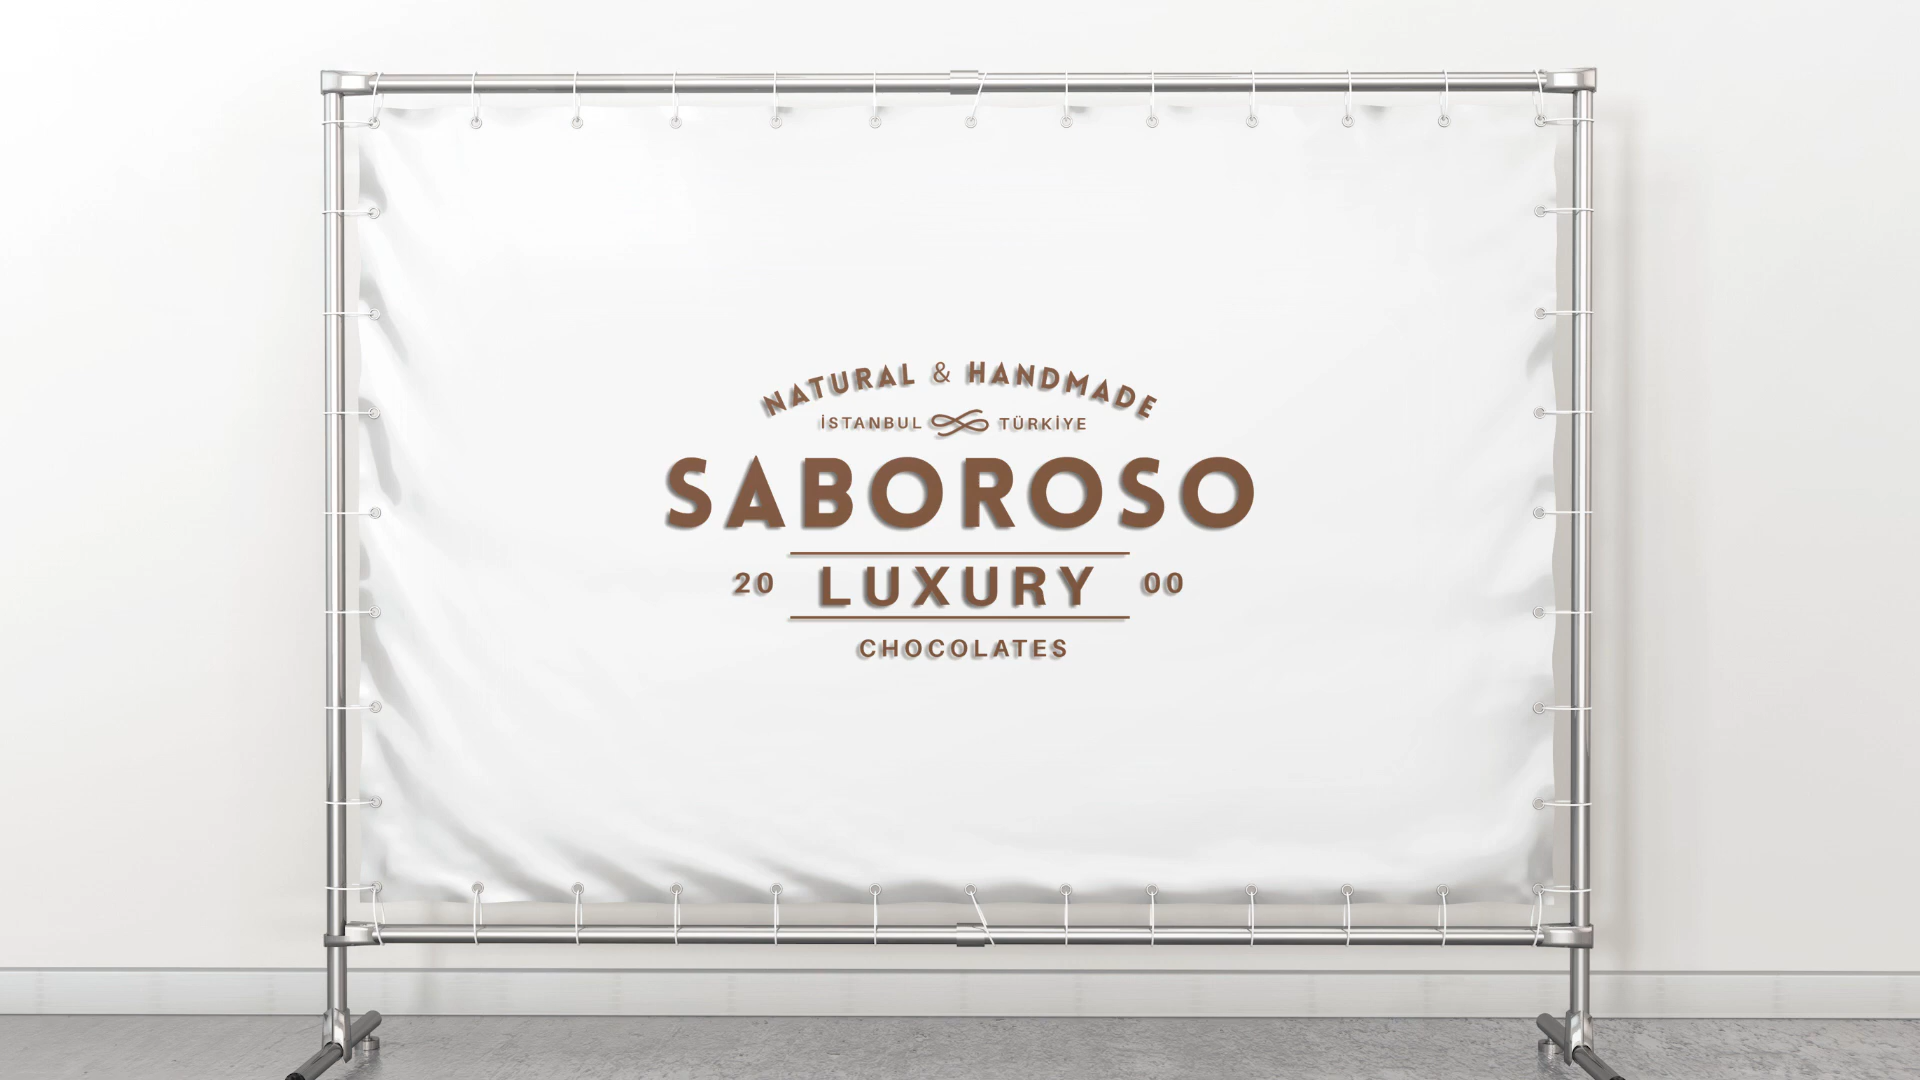 NATURAL & HANDMADE
İSTANBUL TÜRKİYE
SABOROSO
20 LUXURY 00
CHOCOLATES